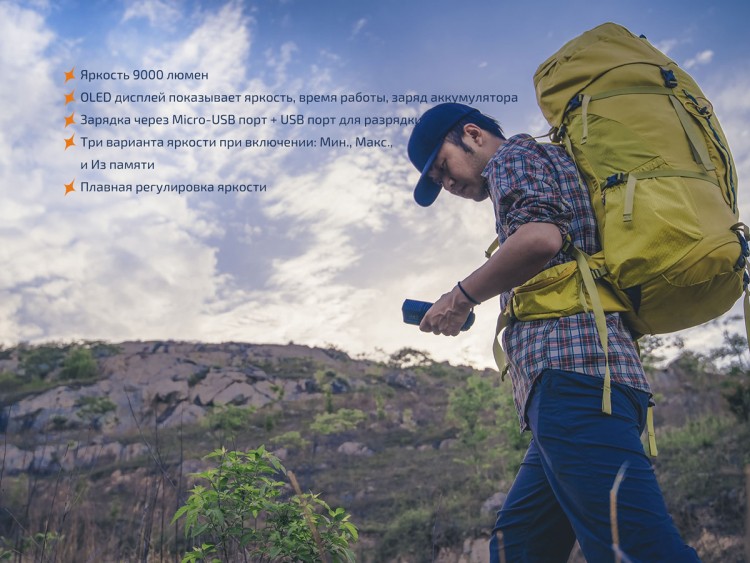 Яркость 9000 люмен
OLED дисплей показывает яркость, время работы, заряд аккумулятора
Зарядка через Micro-USB порт + USB порт для разрядки
Три варианта яркости при включении: Мин., Макс.,
и Из памяти
Плавная регулировка яркости